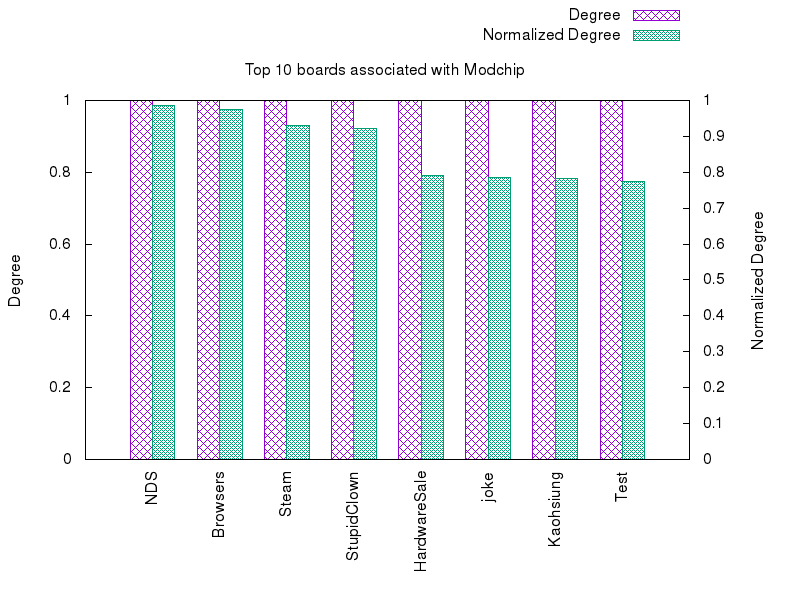 Degree
Normalized Degree
Top 10 boards associated with Modchip
1
0.8
0.6
0.4
0.2
0
1
0.9
0.8
0.7
0.6
0.5
0.4
0.3
0.2
0.1
0
Degree
Normalized Degree
NDS
Browsers
Steam
StupidClown
HardwareSale
joke
Kaohsiung
Test